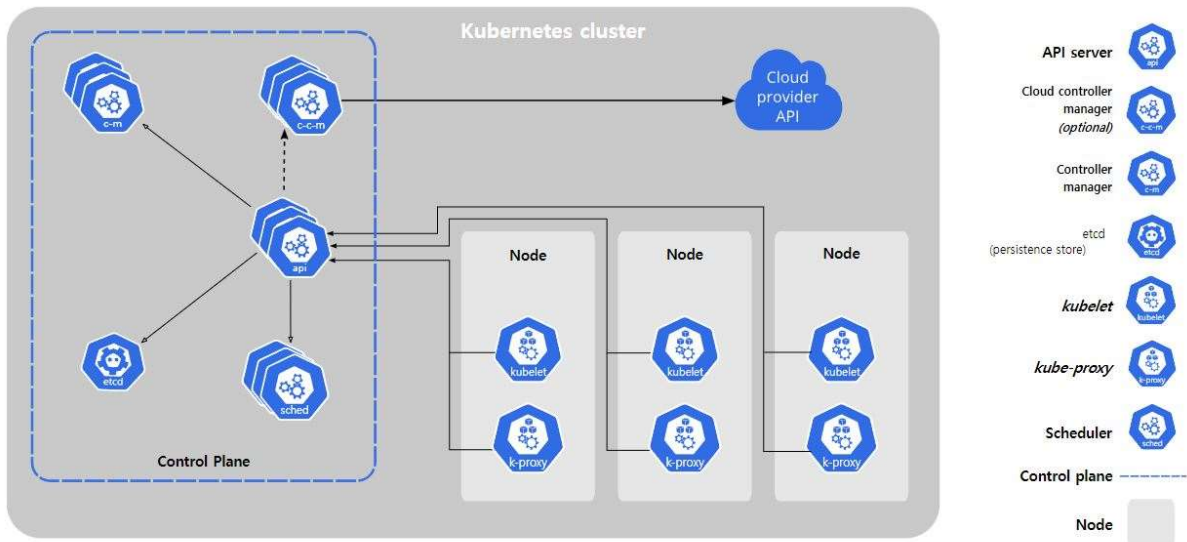 Kubernetes cluster
c-m
c-c-m
Cloud
provider
API
api
etcd
sched
Control Plane
Node
kubelet
k-proxy
Node
kubelet
k-proxy
Node
kubelet
k-proxy
API server
api
Cloud controller
manager
(optional)
c-c-m
Controller
manager
c-m
etcd
(persistence store)
etcd
kubelet
kubelet
kube-proxy
k-proxy
Scheduler
sched
Control plane
Node